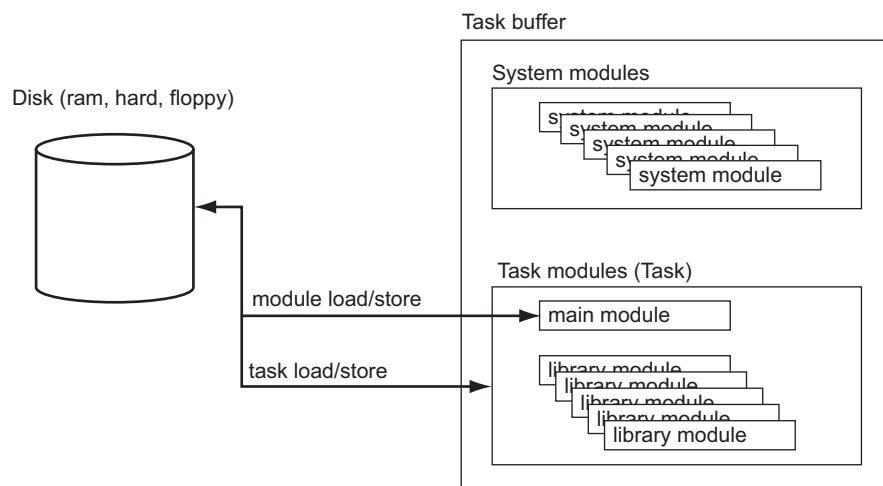 Task buffer
System modules
Disk (ram, hard, floppy)
system module
system module
system module
system module
system module
Task modules (Task)
module load/store
main module
task load/store
library module
library module
library module
library module
library module